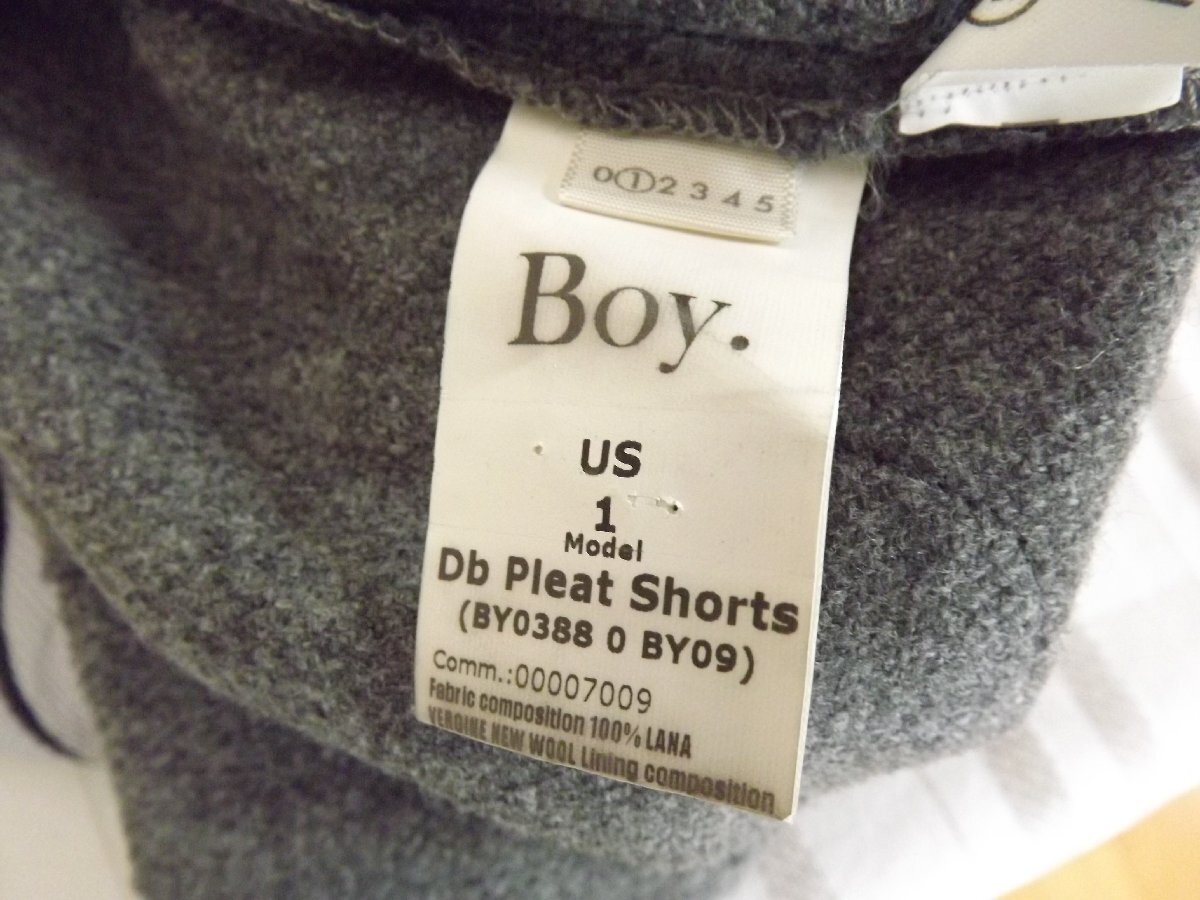 0 1 2 3 4 5
Boy.
US
1
Model
Db Pleat Shorts
(BY0388 0 BY09)
Comm.:00007009
Fabric composition 100% LANA
VERGINE NEW WOOL Lining composition